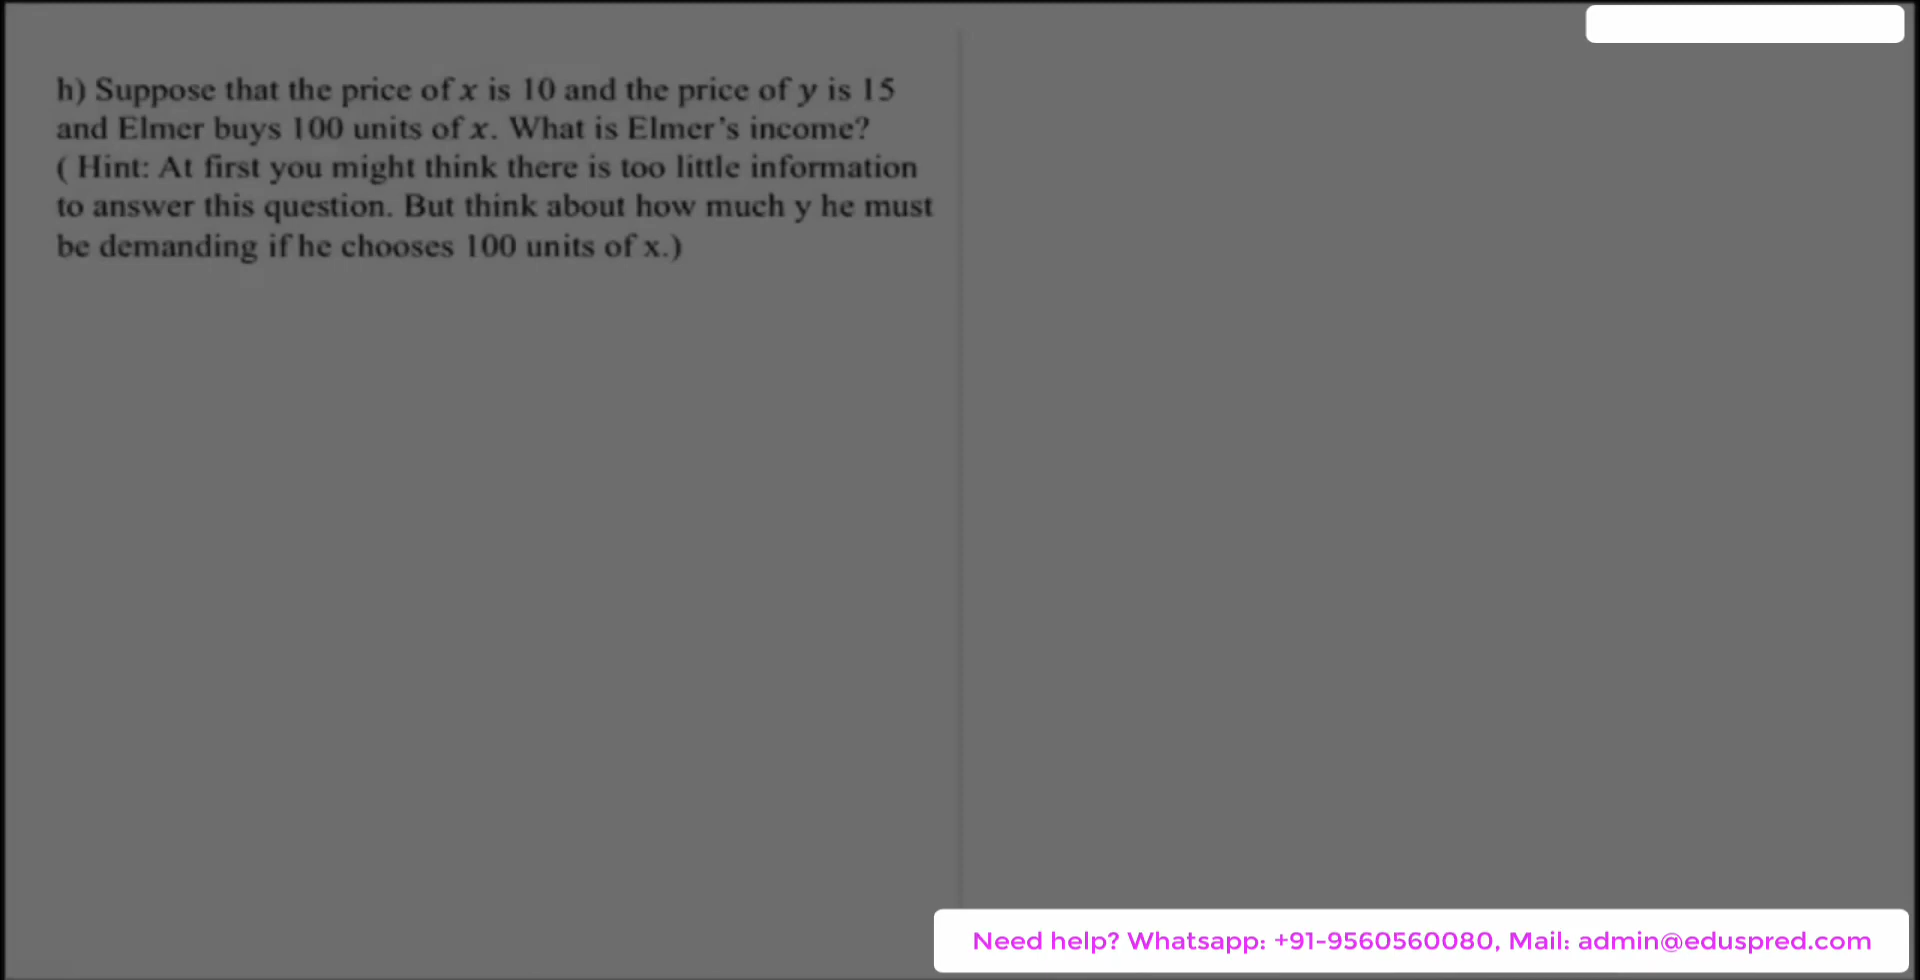 h) Suppose that the price of x is 10 and the price of y is 15
and Elmer buys 100 units of x. What is Elmer's income?
( Hint: At first you might think there is too little information
to answer this question. But think about how much y he must
be demanding if he chooses 100 units of x.)
Need help? Whatsapp: +91-9560560080, Mail: admin@eduspred.com